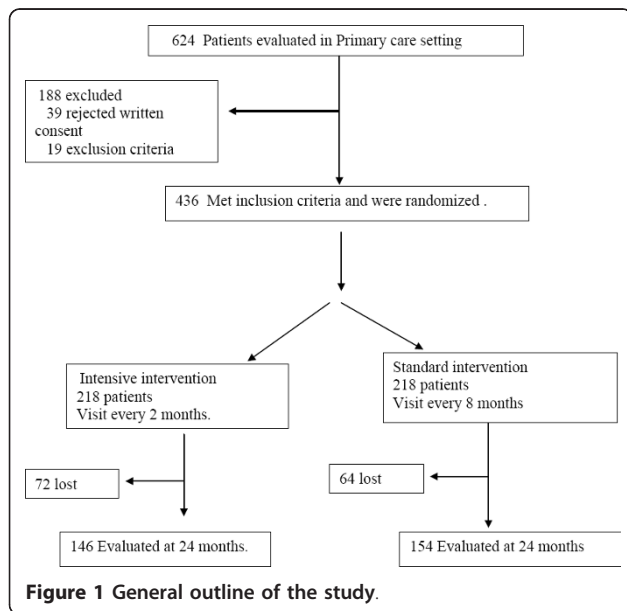 624 Patients evaluated in Primary care setting
188 excluded
39 rejected written
consent
19 exclusion criteria
436 Met inclusion criteria and were randomized .
Intensive intervention
218 patients
Visit every 2 months.
Standard intervention
218 patients
Visit every 8 months
72 lost
64 lost
146 Evaluated at 24 months.
154 Evaluated at 24 months
Figure 1 General outline of the study.